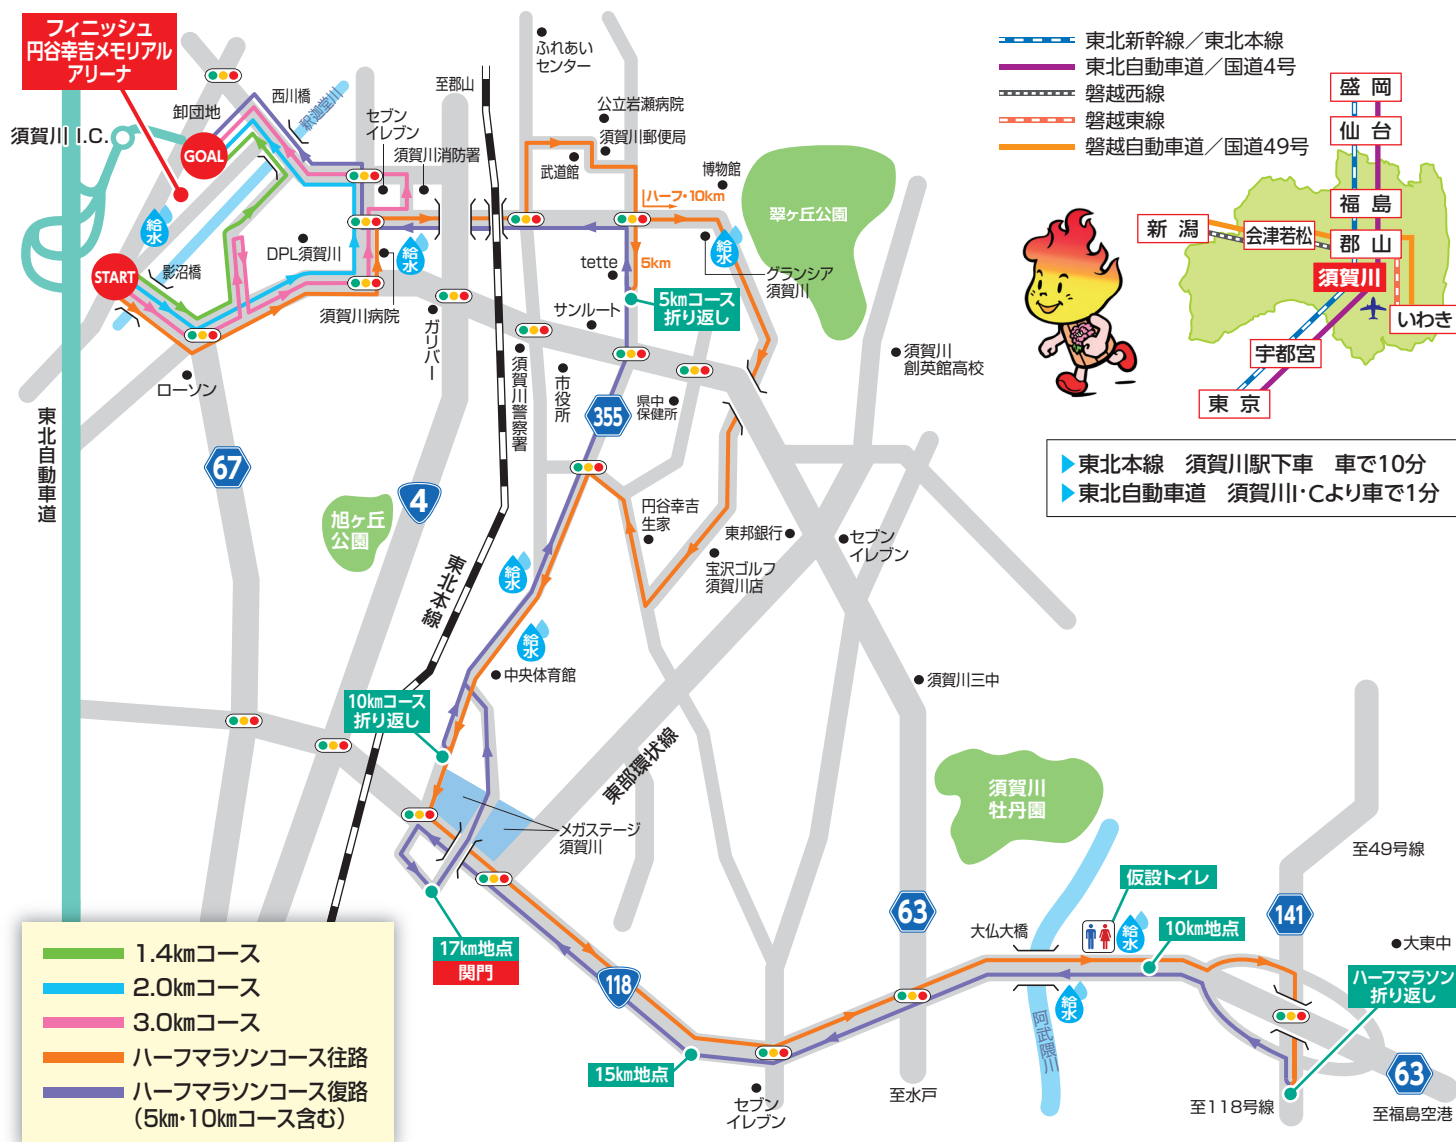 フィニッシュ
円谷幸吉メモリアル
アリーナ
須賀川 I.C.
卸団地
西川橋
釈迦堂川
GOAL
給水
START
影沼橋
DPL須賀川
セブン
イレブン
須賀川消防署
至郡山
ふれあい
センター
公立岩瀬病院
須賀川郵便局
武道館
博物館
ハーフ・10km
翠ヶ丘公園
給水
給水
グランシア
須賀川
tette
5km
5kmコース
折り返し
サンルート
須賀川病院
ガリバー
須賀川警察署
市役所
県中
保健所
355
ローソン
67
4
旭ヶ丘
公園
東北自動車道
東北本線
円谷幸吉
生家
東邦銀行
宝沢ゴルフ
須賀川店
セブン
イレブン
須賀川
創英館高校
給水
給水
中央体育館
10kmコース
折り返し
須賀川三中
東部環状線
メガステージ
須賀川
須賀川
牡丹園
17km地点
関門
118
15km地点
セブン
イレブン
63
至水戸
大仏大橋
仮設トイレ
給水
給水
阿武隈川
10km地点
至49号線
141
大東中
ハーフマラソン
折り返し
63
至118号線
至福島空港
東北新幹線／東北本線
東北自動車道／国道4号
磐越西線
磐越東線
磐越自動車道／国道49号
盛岡
仙台
福島
新潟
会津若松
郡山
須賀川
いわき
宇都宮
東京
東北本線　須賀川駅下車　車で10分
東北自動車道　須賀川I・Cより車で1分
1.4kmコース
2.0kmコース
3.0kmコース
ハーフマラソンコース往路
ハーフマラソンコース復路
(5km・10kmコース含む)